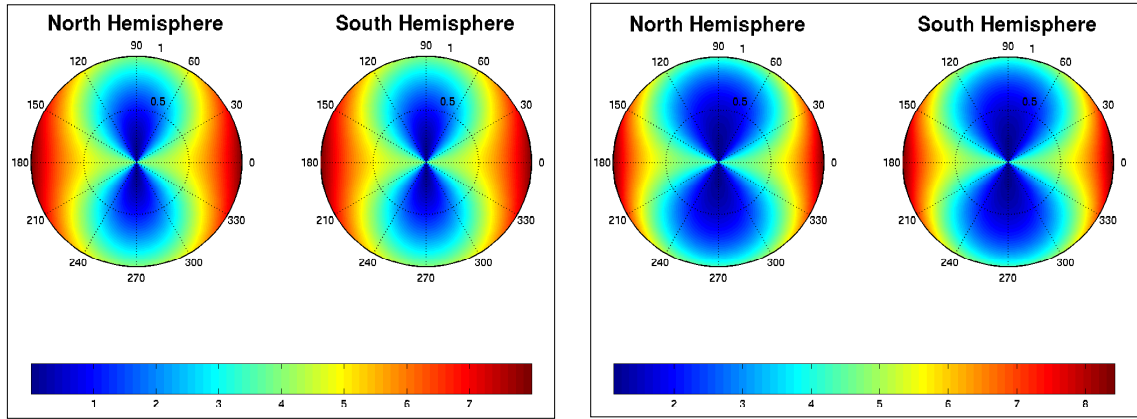 North Hemisphere South Hemisphere North Hemisphere South Hemisphere
90 1 90 1 90 1 90 1
120 60 120 60 120 60 120 60
150 0.5 30 150 0.5 30 150 0.5 30 150 0.5 30
180 0 180 0 180 0 180 0
210 330 210 330 210 330 210 330
240 300 240 300 240 300 240 300
270 270 270 270
1 2 3 4 5 6 7 2 3 4 5 6 7 8